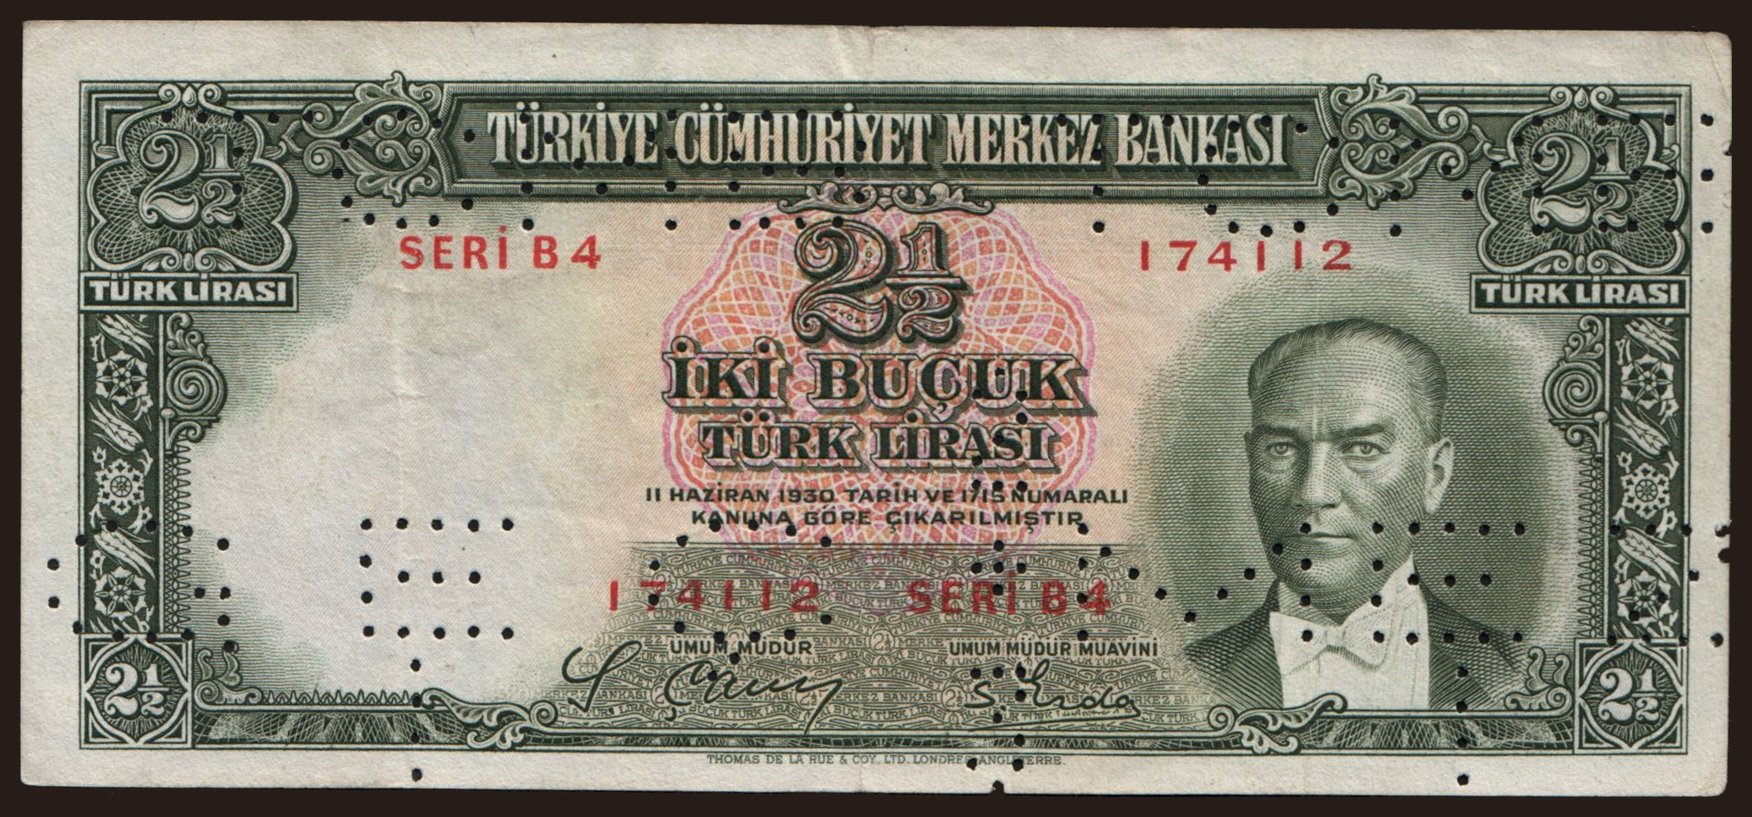 TÜRKİYE CÜMHURİYET MERKEZ BANKASI
2½ 2½
SERİ B4 2½ 174112
TÜRK LİRASI TÜRK LİRASI
İKİ BUÇUK
TÜRK LİRASI
11 HAZİRAN 1930 TARİH VE 1715 NUMARALI
KANUNA GÖRE ÇIKARILMIŞTIR
174112 SERİ B4
UMUM MÜDÜR UMUM MÜDÜR MUAVİNİ
2½ 2½
THOMAS DE LA RUE & COY. LTD. LONDRES, ANGLETERRE.